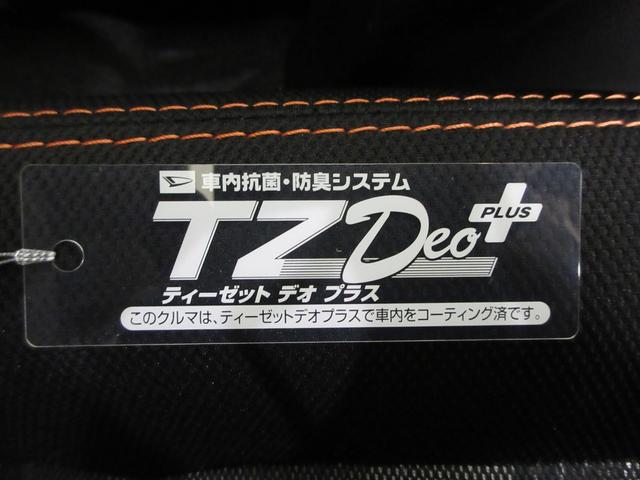 車内抗菌・防臭システム
TZ Deo PLUS
ティーゼット デオ プラス
このクルマは、ティーゼットデオプラスで車内をコーティング済です。